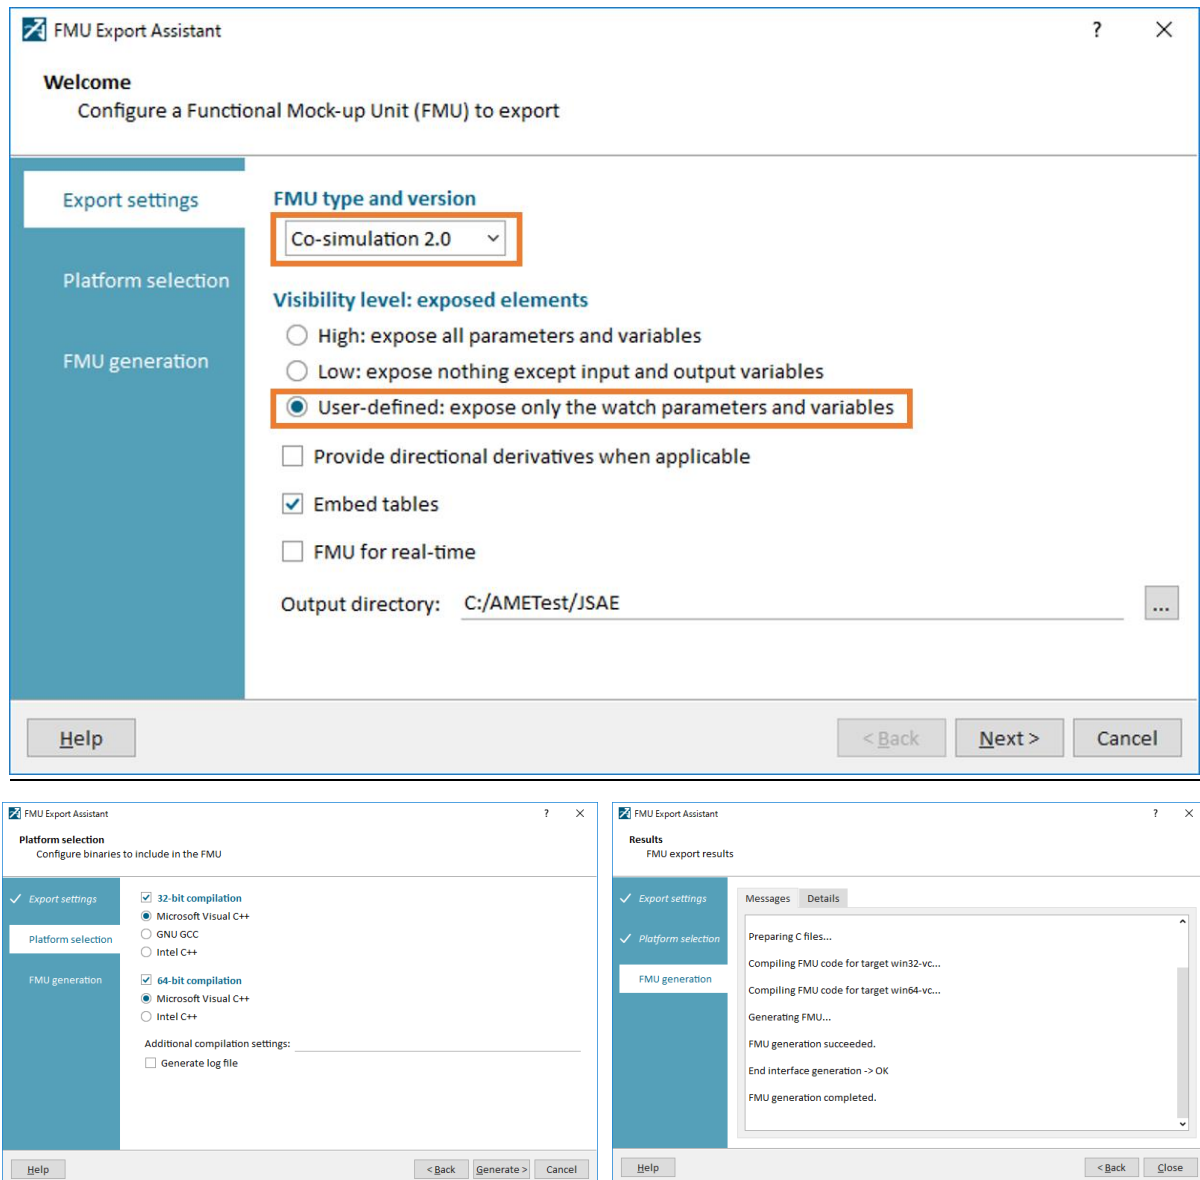 FMU Export Assistant
?
Welcome
Configure a Functional Mock-up Unit (FMU) to export
Export settings
Platform selection
FMU generation
FMU type and version
Co-simulation 2.0
Visibility level: exposed elements
High: expose all parameters and variables
Low: expose nothing except input and output variables
User-defined: expose only the watch parameters and variables
Provide directional derivatives when applicable
Embed tables
FMU for real-time
Output directory: C:/AMETest/JSAE
...
Help
< Back
Next >
Cancel
FMU Export Assistant
?
Platform selection
Configure binaries to include in the FMU
Export settings
Platform selection
FMU generation
32-bit compilation
Microsoft Visual C++
GNU GCC
Intel C++
64-bit compilation
Microsoft Visual C++
Intel C++
Additional compilation settings:
Generate log file
Help
< Back
Generate >
Cancel
FMU Export Assistant
?
Results
FMU export results
Export settings
Platform selection
FMU generation
Messages
Details
Preparing C files...
Compiling FMU code for target win32-vc...
Compiling FMU code for target win64-vc...
Generating FMU...
FMU generation succeeded.
End interface generation -> OK
FMU generation completed.
Help
< Back
Close